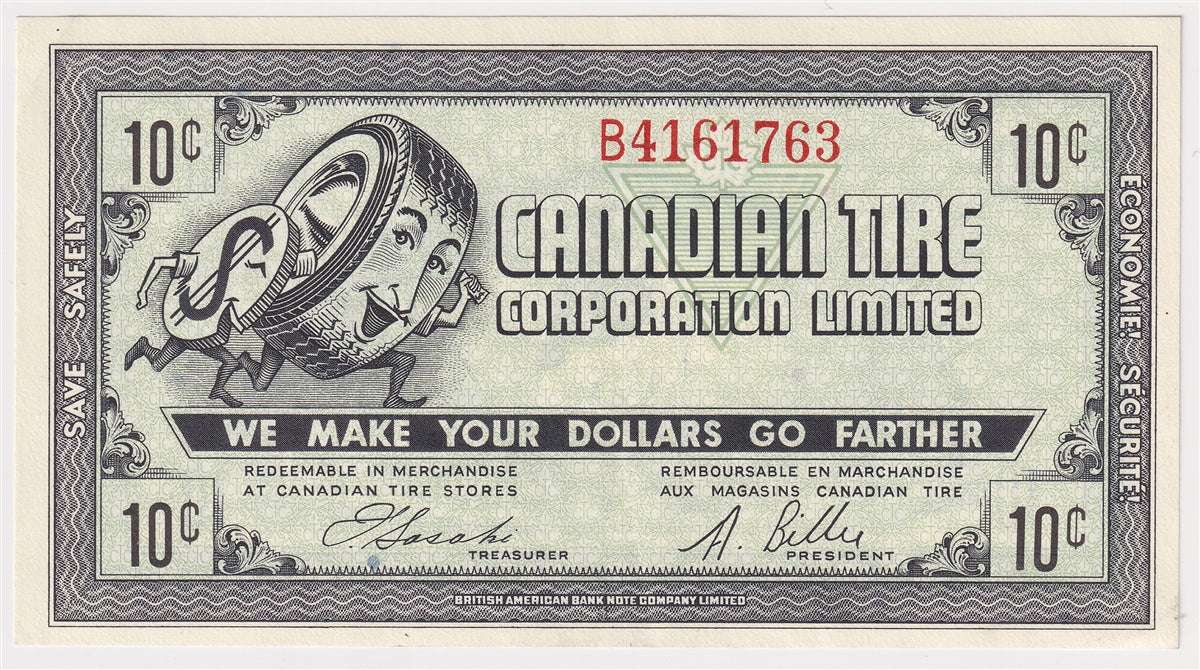 10¢
B4161763
10¢
CANADIAN TIRE
CORPORATION LIMITED
SAVE SAFELY
ECONOMIE! SÉCURITE!
$
WE MAKE YOUR DOLLARS GO FARTHER
REDEEMABLE IN MERCHANDISE
AT CANADIAN TIRE STORES
REMBOURSABLE EN MARCHANDISE
AUX MAGASINS CANADIAN TIRE
10¢
TREASURER
A. Billes
PRESIDENT
10¢
BRITISH AMERICAN BANK NOTE COMPANY LIMITED